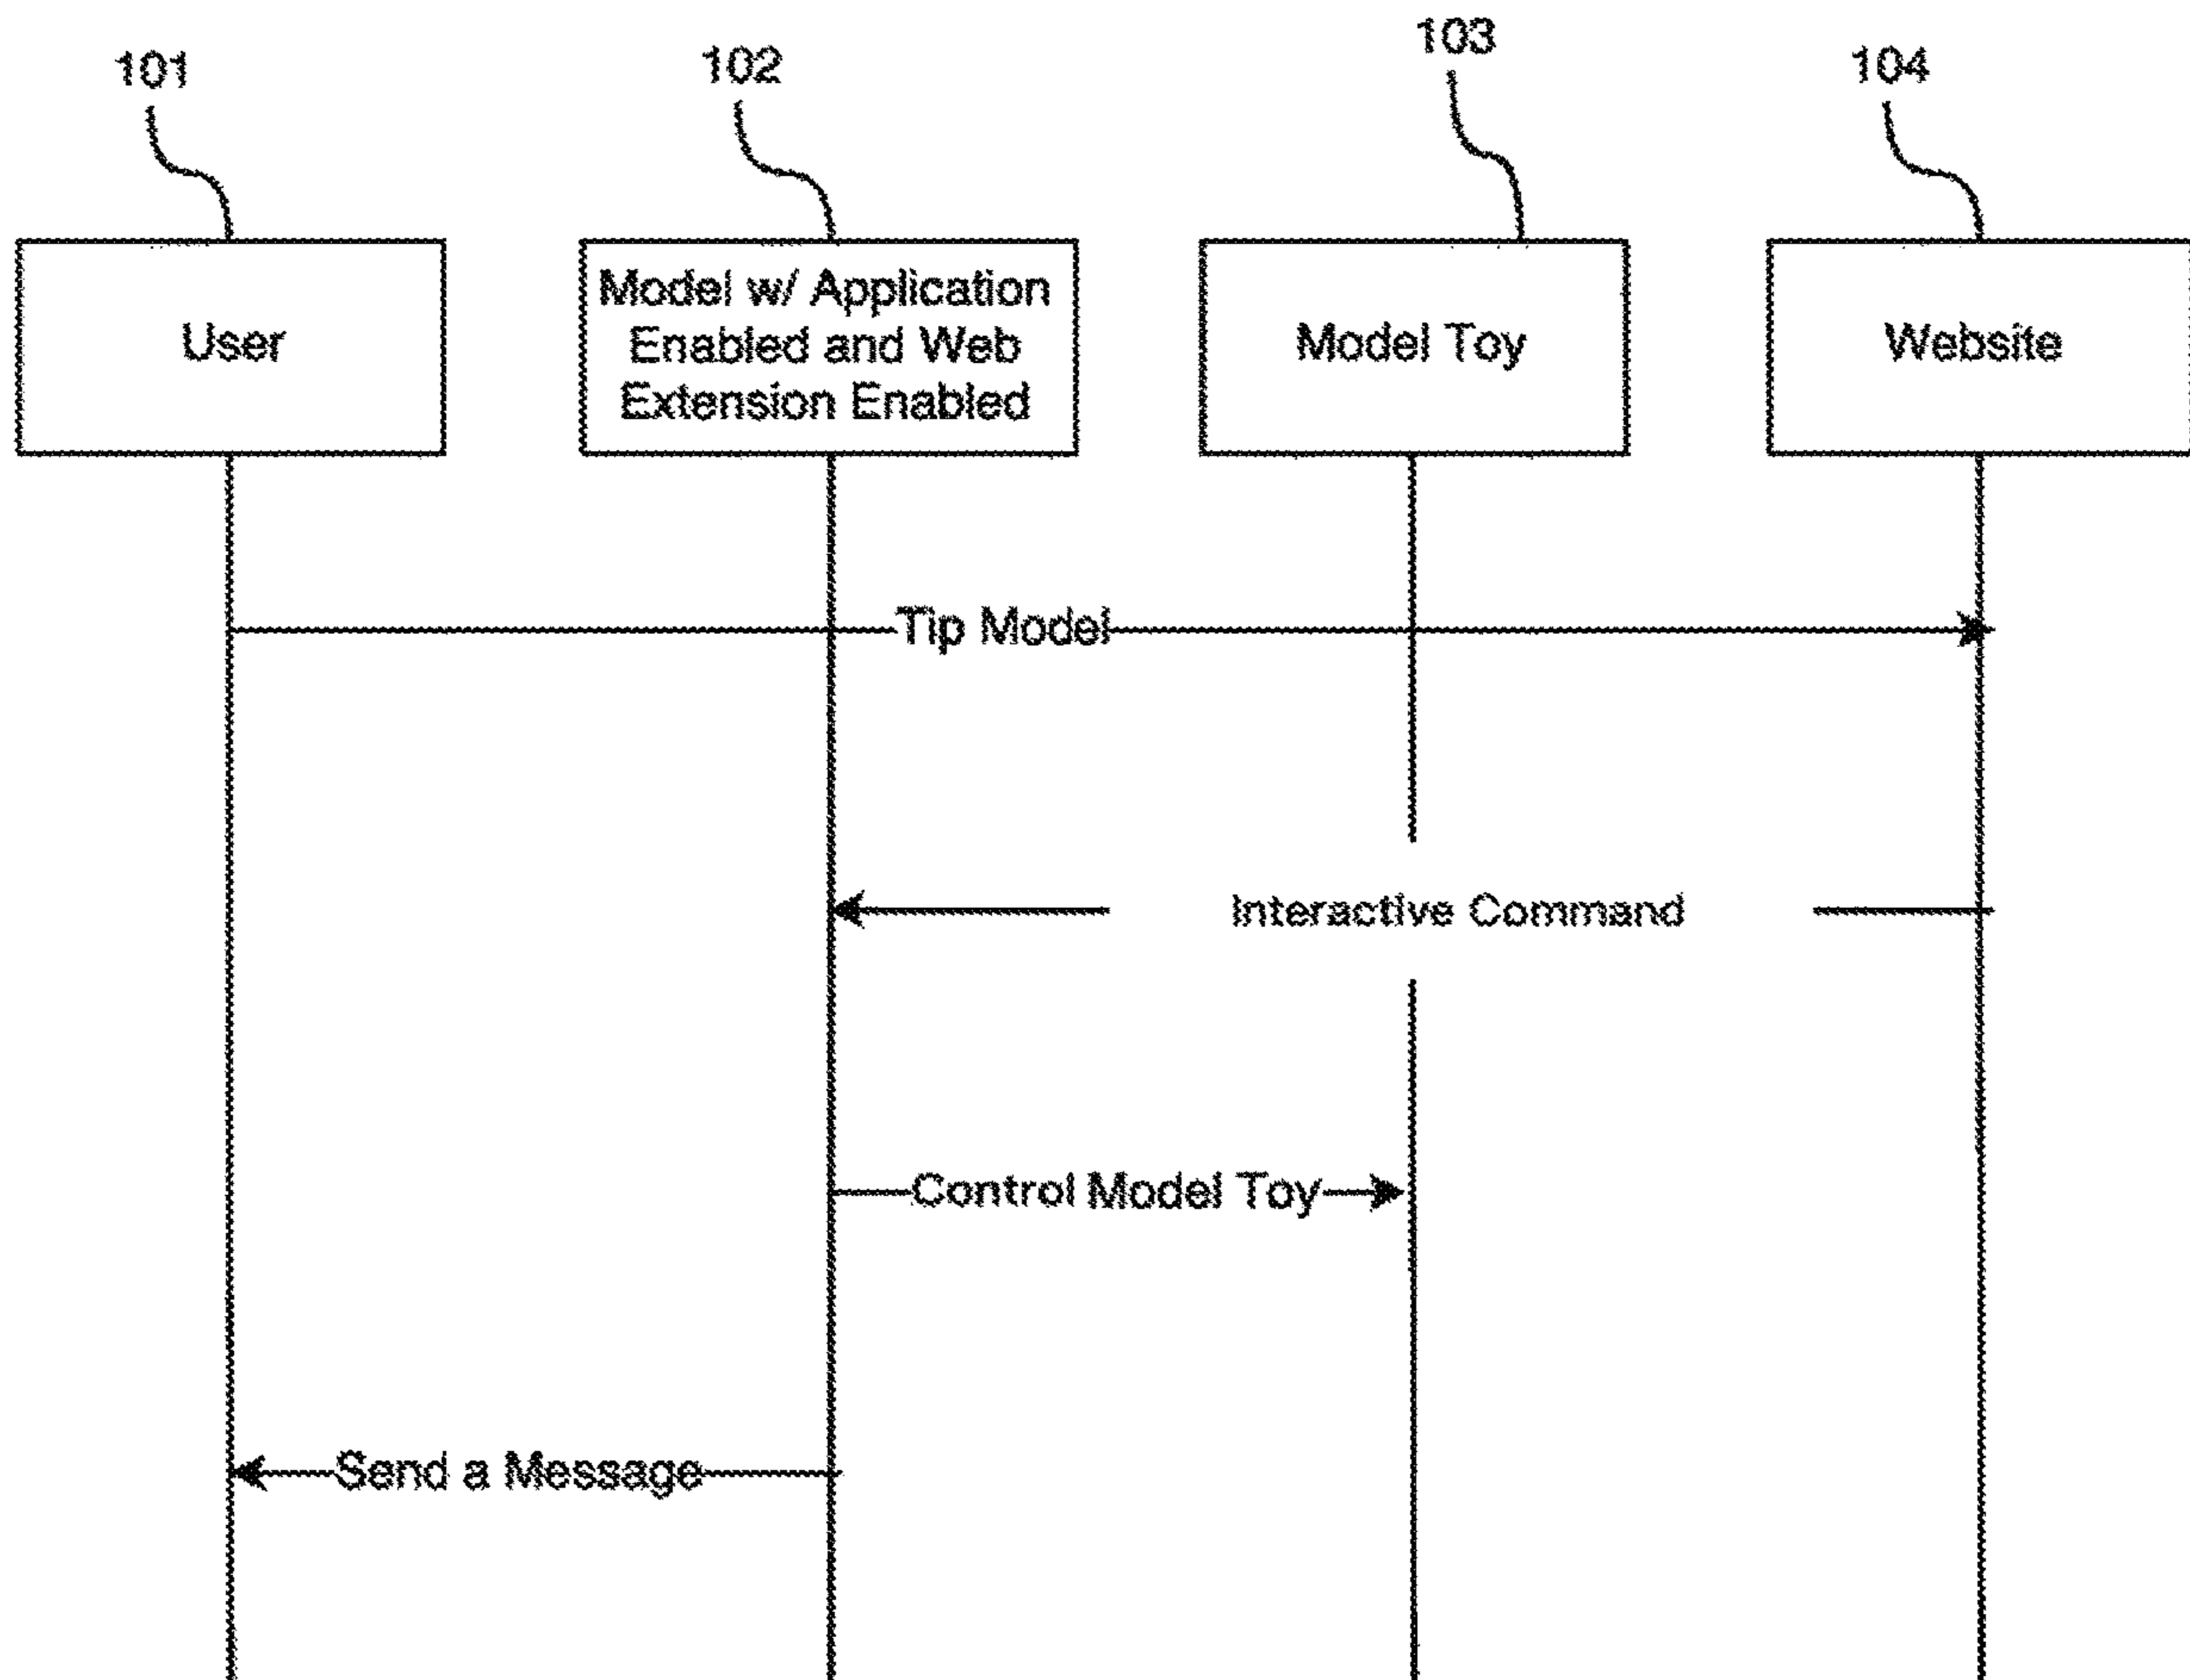 101
102
103
104
User
Model w/ Application
Enabled and Web
Extension Enabled
Model Toy
Website
Tip Model
Interactive Command
Control Model Toy
Send a Message